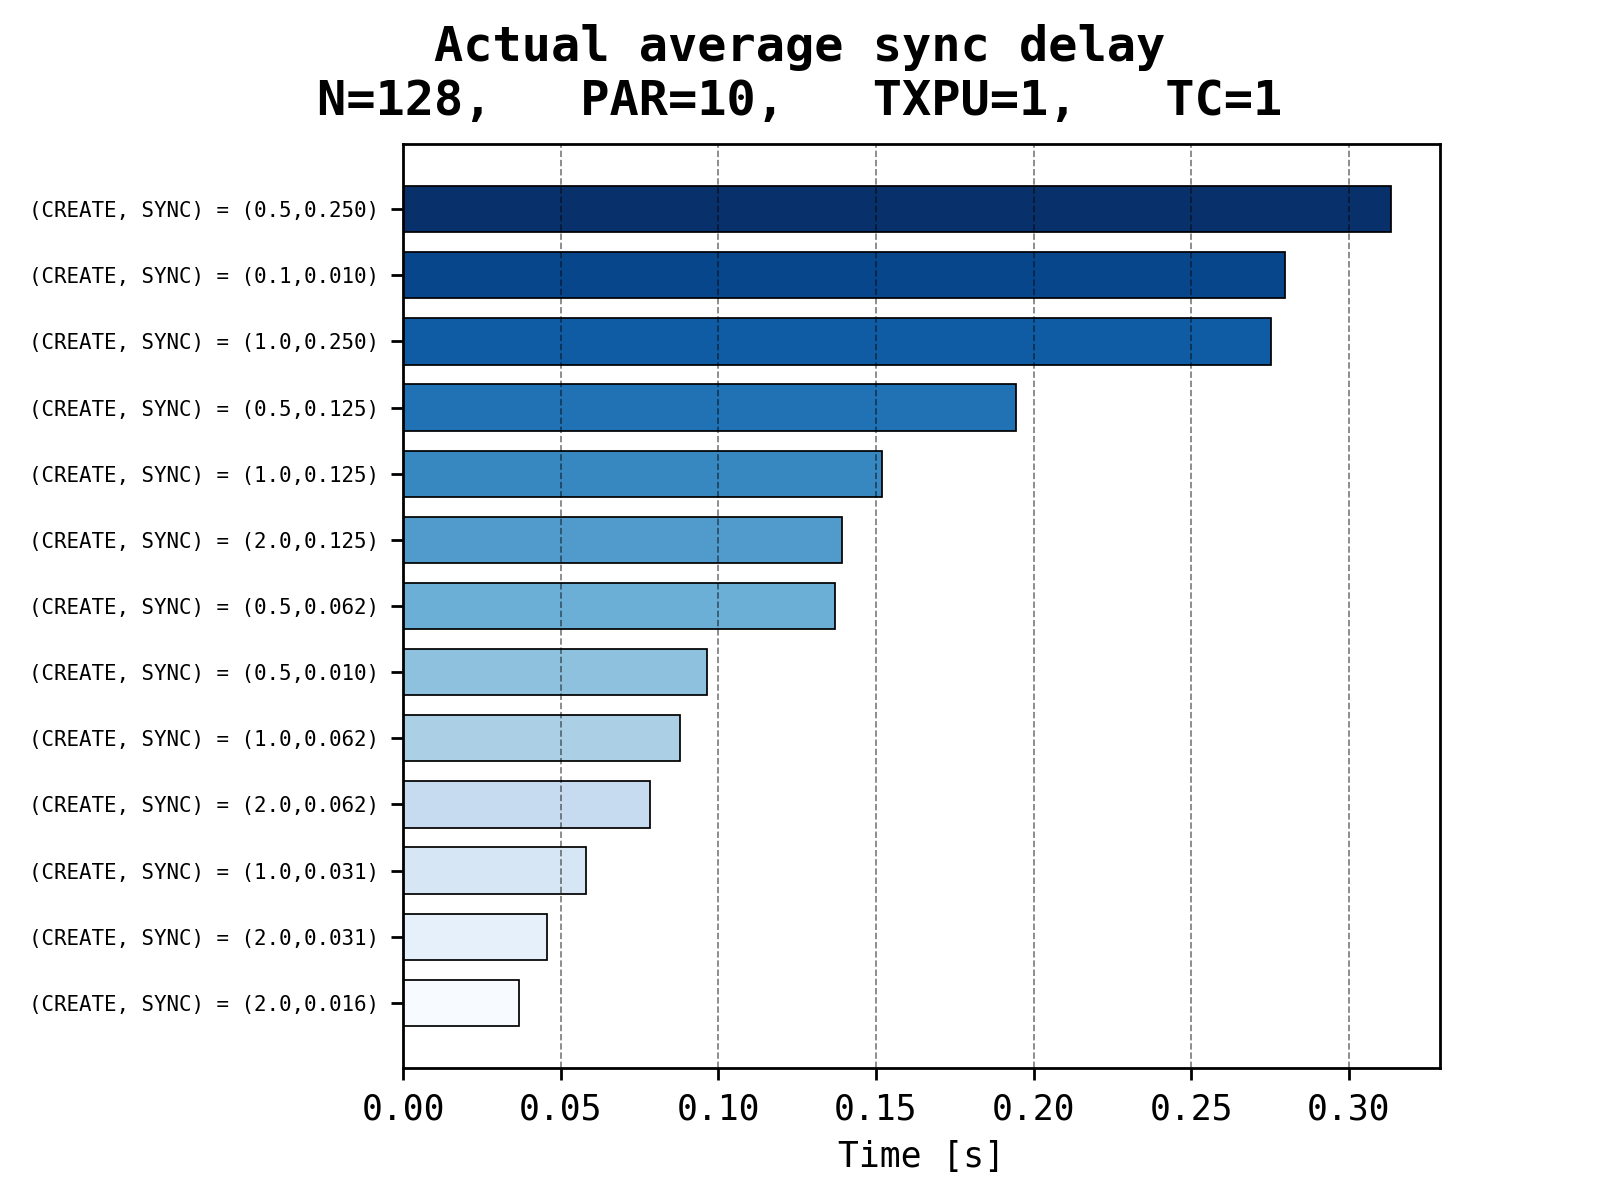 Actual average sync delay
N=128,   PAR=10,   TXPU=1,   TC=1
(CREATE, SYNC) = (0.5,0.250)
(CREATE, SYNC) = (0.1,0.010)
(CREATE, SYNC) = (1.0,0.250)
(CREATE, SYNC) = (0.5,0.125)
(CREATE, SYNC) = (1.0,0.125)
(CREATE, SYNC) = (2.0,0.125)
(CREATE, SYNC) = (0.5,0.062)
(CREATE, SYNC) = (0.5,0.010)
(CREATE, SYNC) = (1.0,0.062)
(CREATE, SYNC) = (2.0,0.062)
(CREATE, SYNC) = (1.0,0.031)
(CREATE, SYNC) = (2.0,0.031)
(CREATE, SYNC) = (2.0,0.016)
0.00 0.05 0.10 0.15 0.20 0.25 0.30
Time [s]